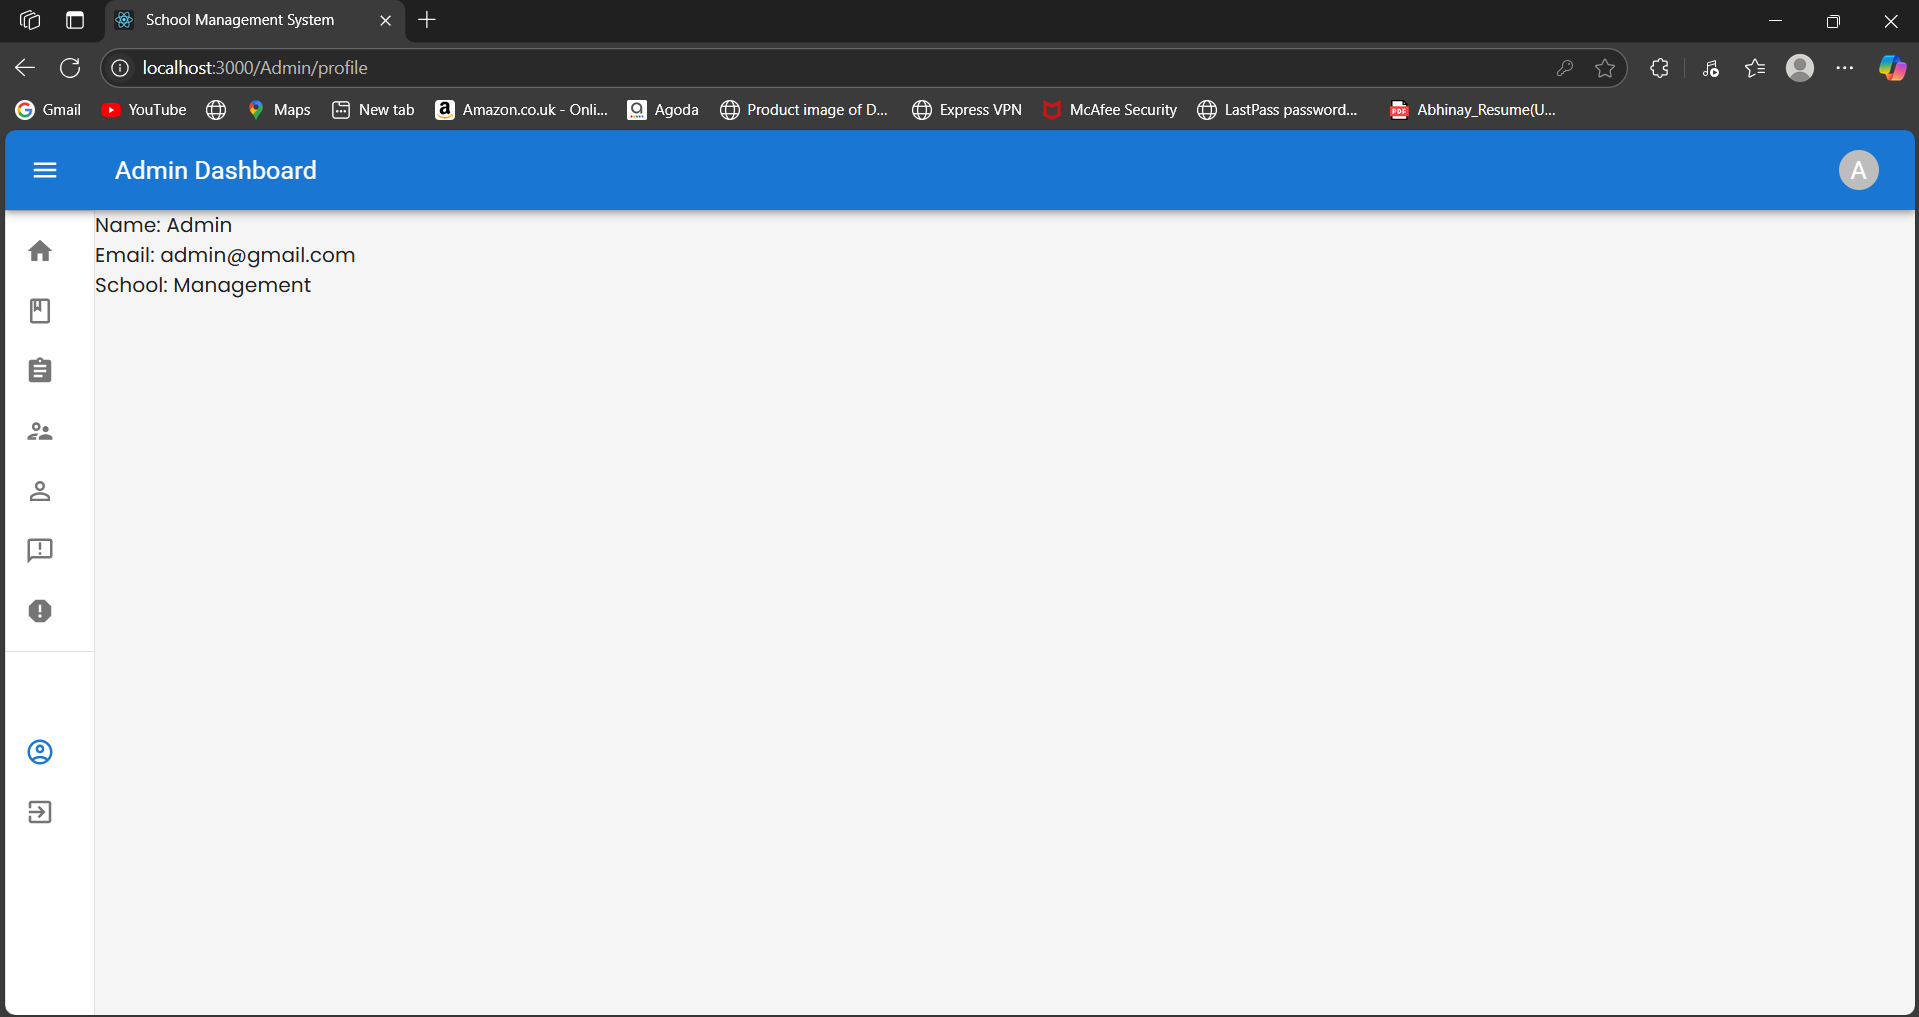 School Management System
localhost:3000/Admin/profile
Gmail YouTube Maps New tab Amazon.co.uk - Onli... Agoda Product image of D... Express VPN McAfee Security LastPass password... Abhinay_Resume(U...
Admin Dashboard A
Name: Admin
Email: admin@gmail.com
School: Management